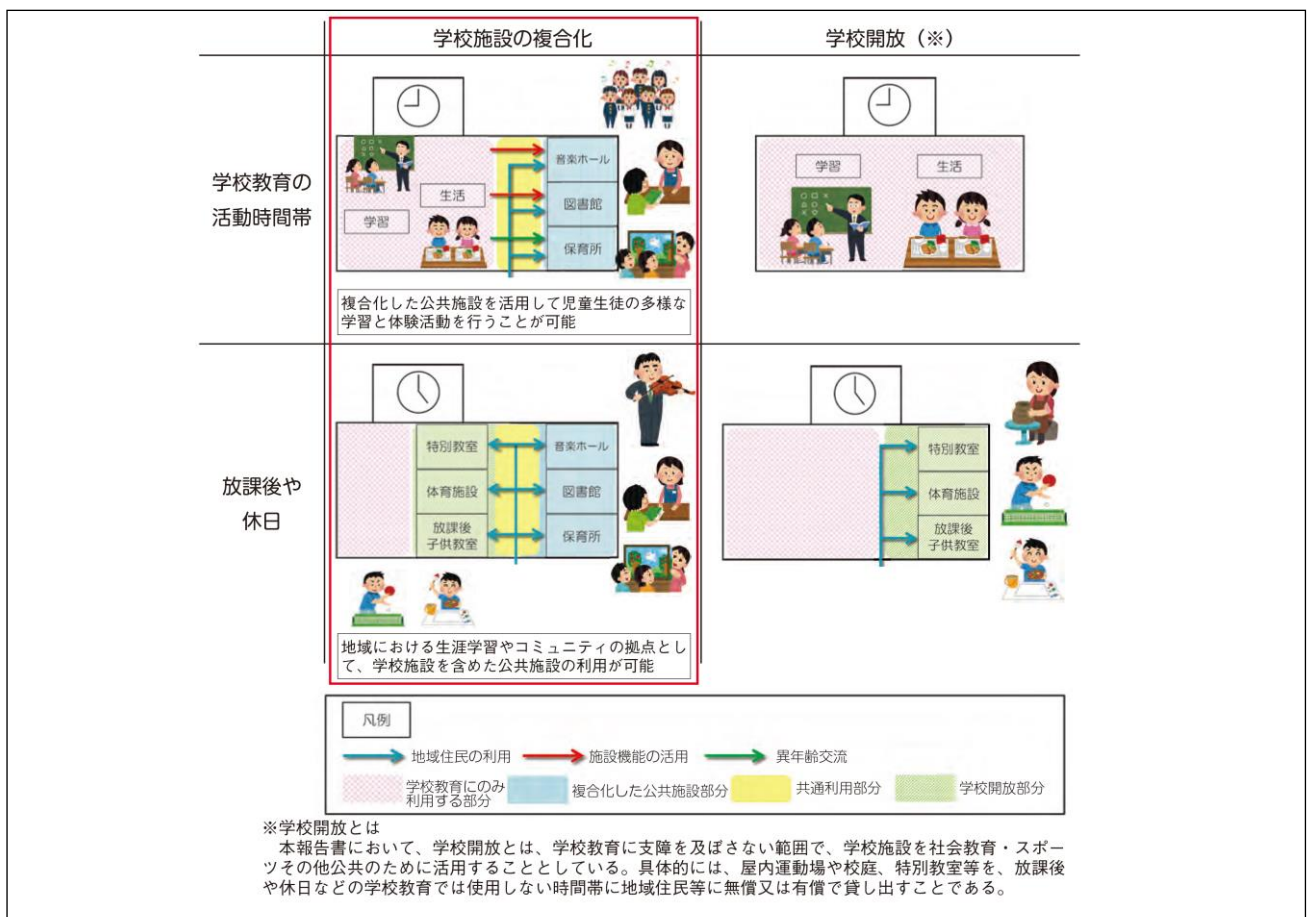 学校施設の複合化
学校開放（※）
学校教育の
活動時間帯
学習
生活
音楽ホール
図書館
保育所
複合化した公共施設を活用して児童生徒の多様な
学習と体験活動を行うことが可能
学習
生活
放課後や
休日
特別教室
体育施設
放課後
子供教室
音楽ホール
図書館
保育所
地域における生涯学習やコミュニティの拠点とし
て、学校施設を含めた公共施設の利用が可能
特別教室
体育施設
放課後
子供教室
凡例
地域住民の利用
施設機能の活用
異年齢交流
学校教育にのみ
利用する部分
複合化した公共施設部分
共通利用部分
学校開放部分
※学校開放とは
本報告書において、学校開放とは、学校教育に支障を及ぼさない範囲で、学校施設を社会教育・スポー
ツその他公共のために活用することとしている。具体的には、屋内運動場や校庭、特別教室等を、放課後
や休日などの学校教育では使用しない時間帯に地域住民等に無償又は有償で貸し出すことである。